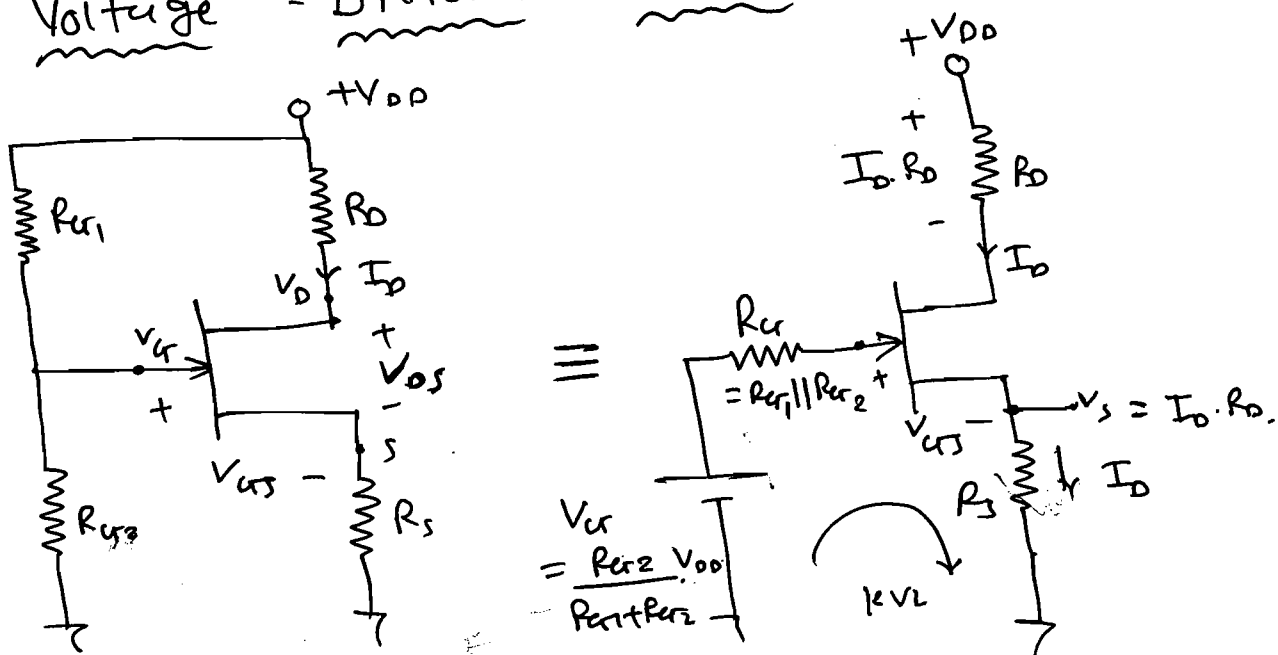 Voltage -
+VDD
RG1
RD
VD ID
VG
+
+
VDS
-
VGS -
S
RG2
RS
≡
+VDD
+
ID.RD RD
-
ID
RG
= RG1||RG2 +
VGS -
VS = ID.RD.
RS ID
VG
= RG2 VDD
RG1+RG2
KVL